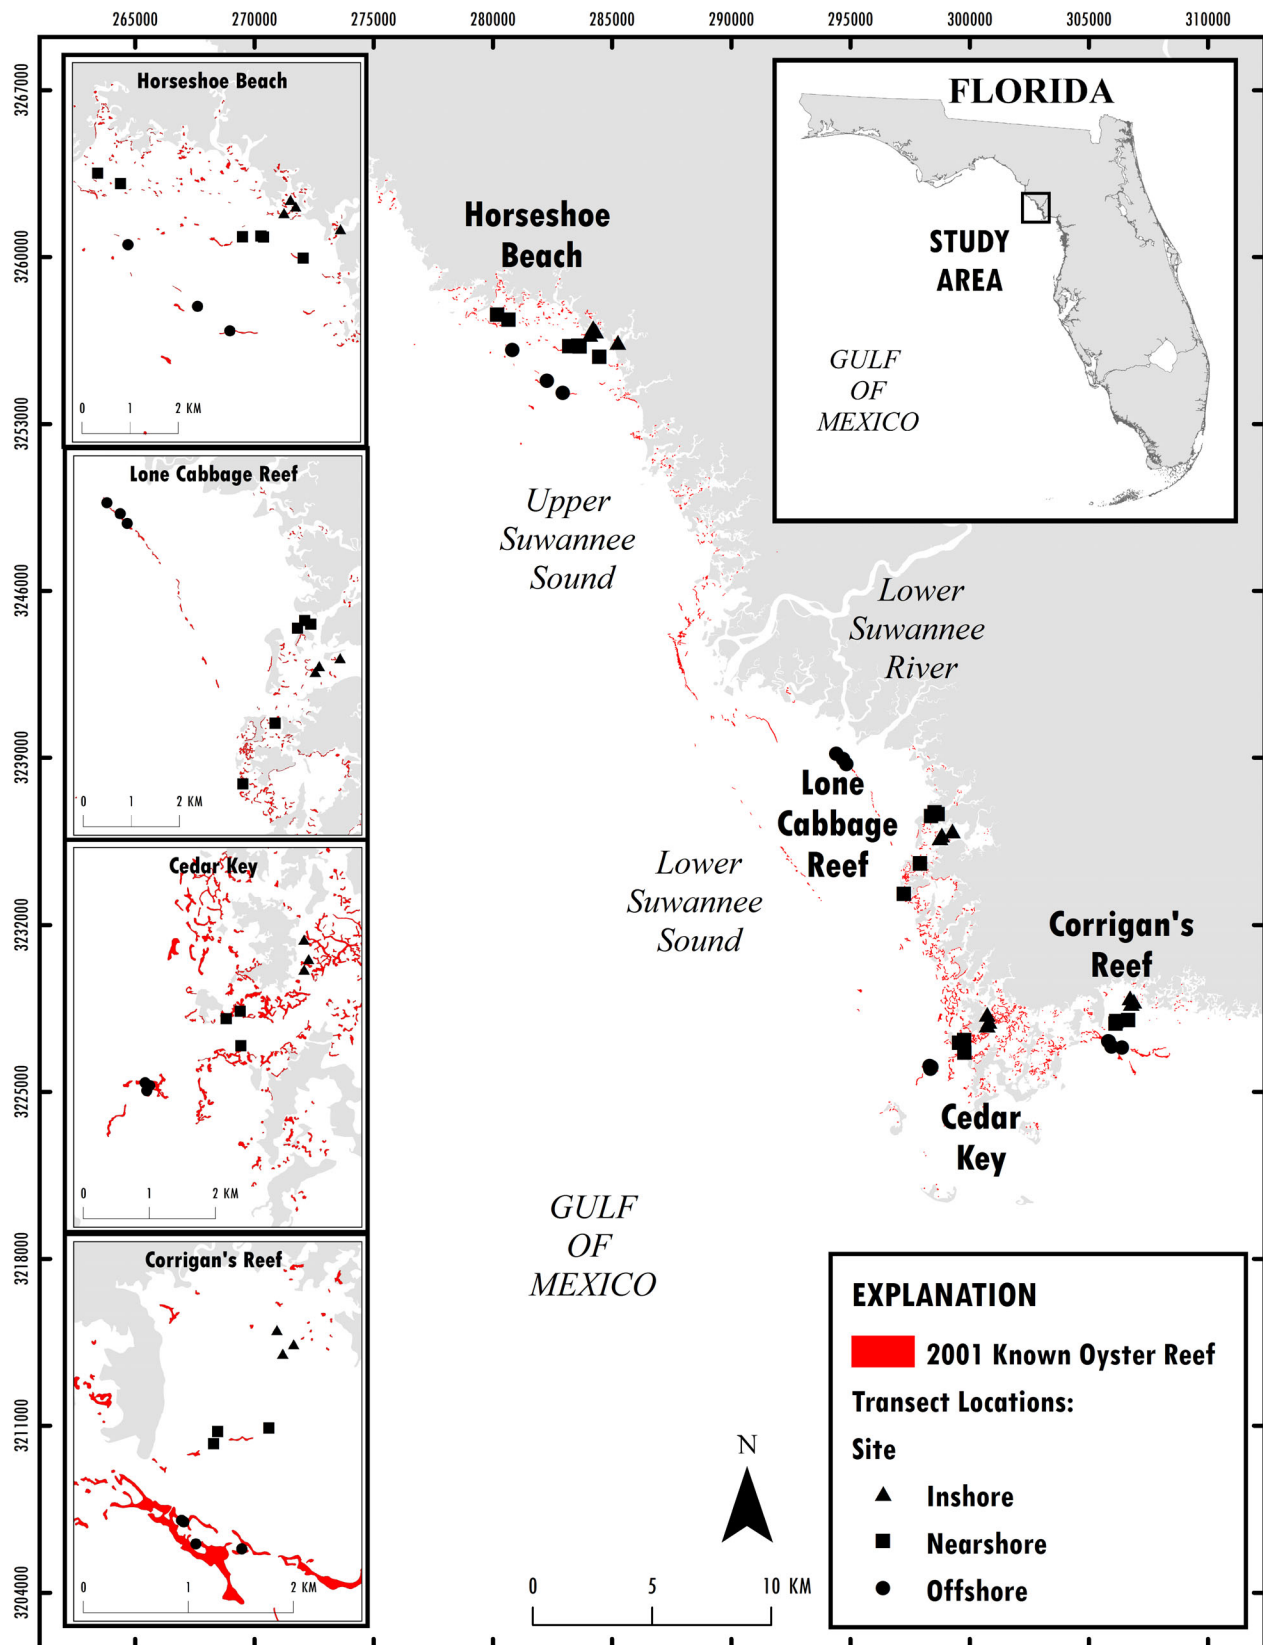 265000 270000 275000 280000 285000 290000 295000 300000 305000 310000
3267000
3260000
3253000
3246000
3239000
3232000
3225000
3218000
3211000
3204000
Horseshoe Beach
0 1 2 KM
Lone Cabbage Reef
0 1 2 KM
Cedar Key
0 1 2 KM
Corrigan's Reef
0 1 2 KM
Horseshoe
Beach
Upper
Suwannee
Sound
Lower
Suwannee
River
Lone
Cabbage
Reef
Lower
Suwannee
Sound
Corrigan's
Reef
Cedar
Key
GULF
OF
MEXICO
N
0 5 10 KM
FLORIDA
STUDY
AREA
GULF
OF
MEXICO
EXPLANATION
2001 Known Oyster Reef
Transect Locations:
Site
Inshore
Nearshore
Offshore